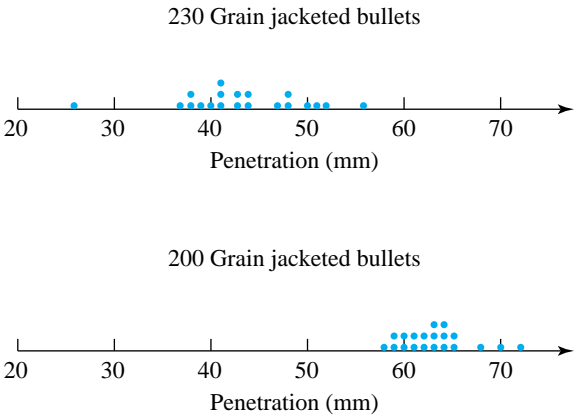 230 Grain jacketed bullets
20 30 40 50 60 70
Penetration (mm)
200 Grain jacketed bullets
20 30 40 50 60 70
Penetration (mm)